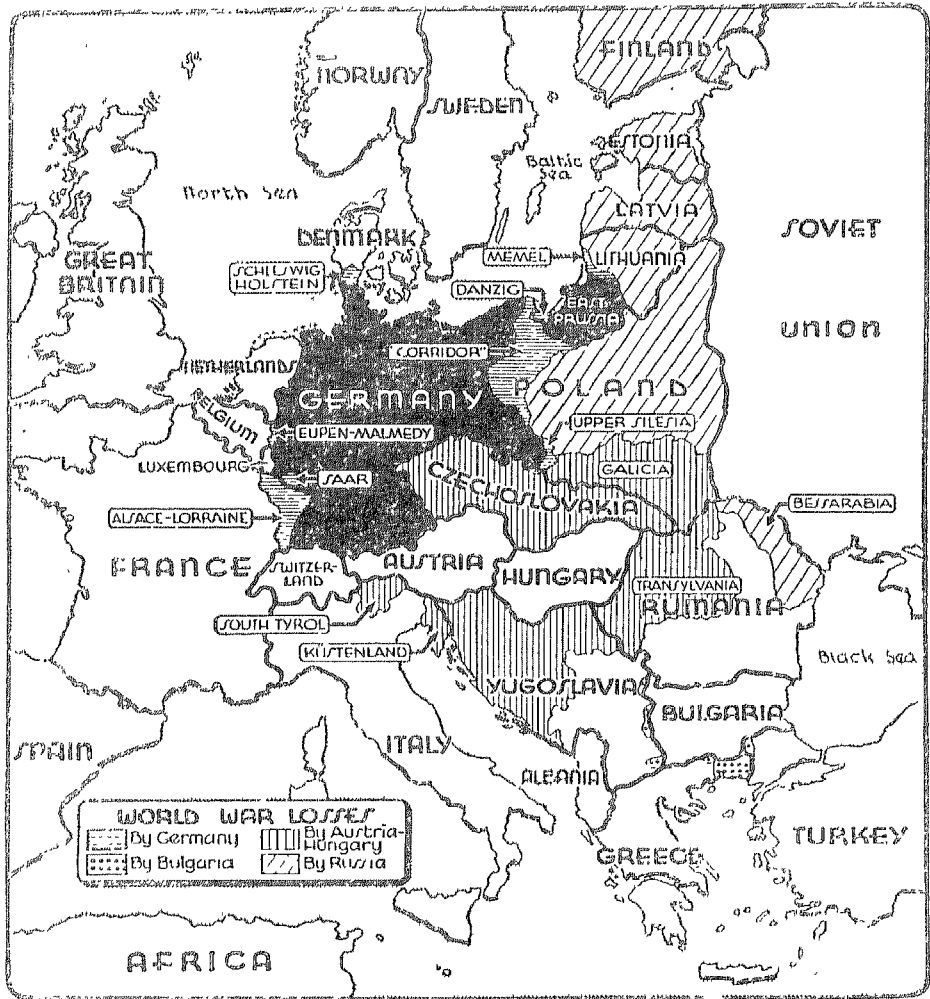 FINLAND
NORWAY
SWEDEN
ESTONIA
Baltic
Sea
North Sea
LATVIA
SOVIET
UNION
DENMARK
GREAT
BRITAIN
MEMEL
LITHUANIA
SCHLESWIG
HOLSTEIN
DANZIG
EAST
PRUSSIA
"CORRIDOR"
NETHERLANDS
POLAND
GERMANY
BELGIUM
UPPER SILESIA
EUPEN-MALMEDY
LUXEMBOURG
SAAR
GALICIA
CZECHOSLOVAKIA
BESSARABIA
ALSACE-LORRAINE
FRANCE
SWITZER-
LAND
AUSTRIA
HUNGARY
TRANSYLVANIA
RUMANIA
SOUTH TYROL
KÜSTENLAND
Black Sea
YUGOSLAVIA
BULGARIA
SPAIN
ITALY
ALBANIA
TURKEY
GREECE
WORLD WAR LOSSES
By Germany
By Austria-
Hungary
By Bulgaria
By Russia
AFRICA